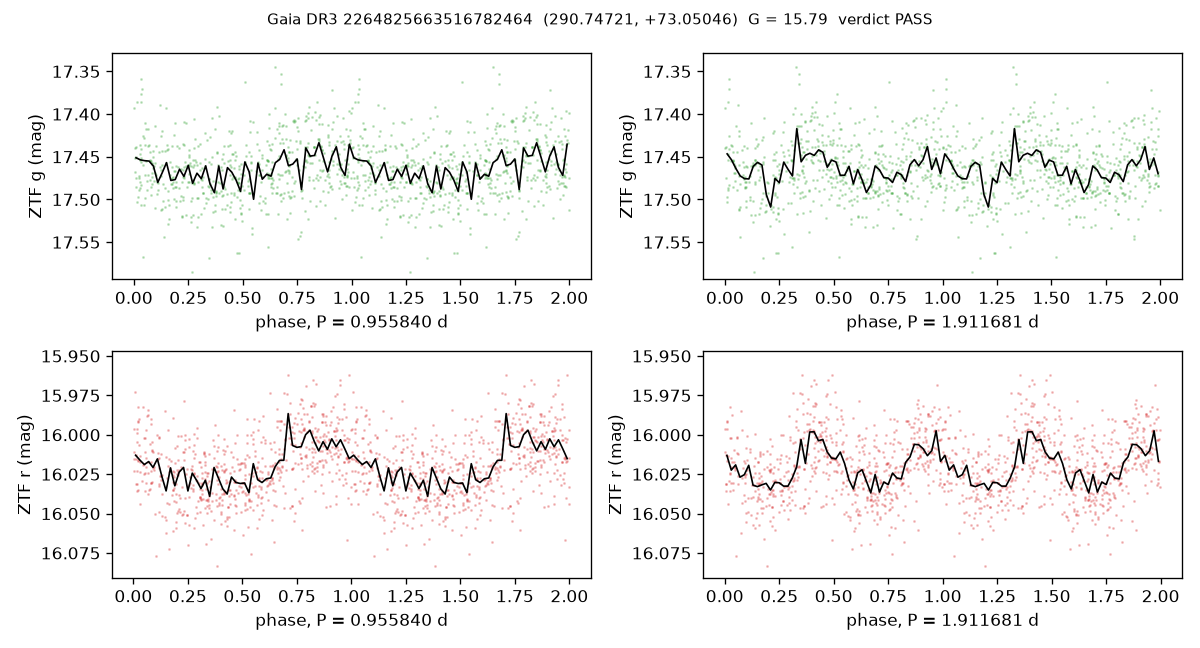 Gaia DR3 2264825663516782464 (290.74721, +73.05046) G = 15.79 verdict PASS
ZTF g (mag)
17.35
17.40
17.45
17.50
17.55
0.00 0.25 0.50 0.75 1.00 1.25 1.50 1.75 2.00
phase, P = 0.955840 d
ZTF g (mag)
17.35
17.40
17.45
17.50
17.55
0.00 0.25 0.50 0.75 1.00 1.25 1.50 1.75 2.00
phase, P = 1.911681 d
ZTF r (mag)
15.950
15.975
16.000
16.025
16.050
16.075
0.00 0.25 0.50 0.75 1.00 1.25 1.50 1.75 2.00
phase, P = 0.955840 d
ZTF r (mag)
15.950
15.975
16.000
16.025
16.050
16.075
0.00 0.25 0.50 0.75 1.00 1.25 1.50 1.75 2.00
phase, P = 1.911681 d